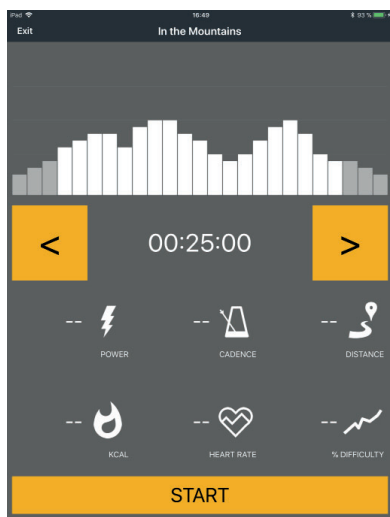 iPad 16:49 93 %
Exit In the Mountains
< 00:25:00 >
-- -- --
POWER CADENCE DISTANCE
-- -- --
KCAL HEART RATE % DIFFICULTY
START